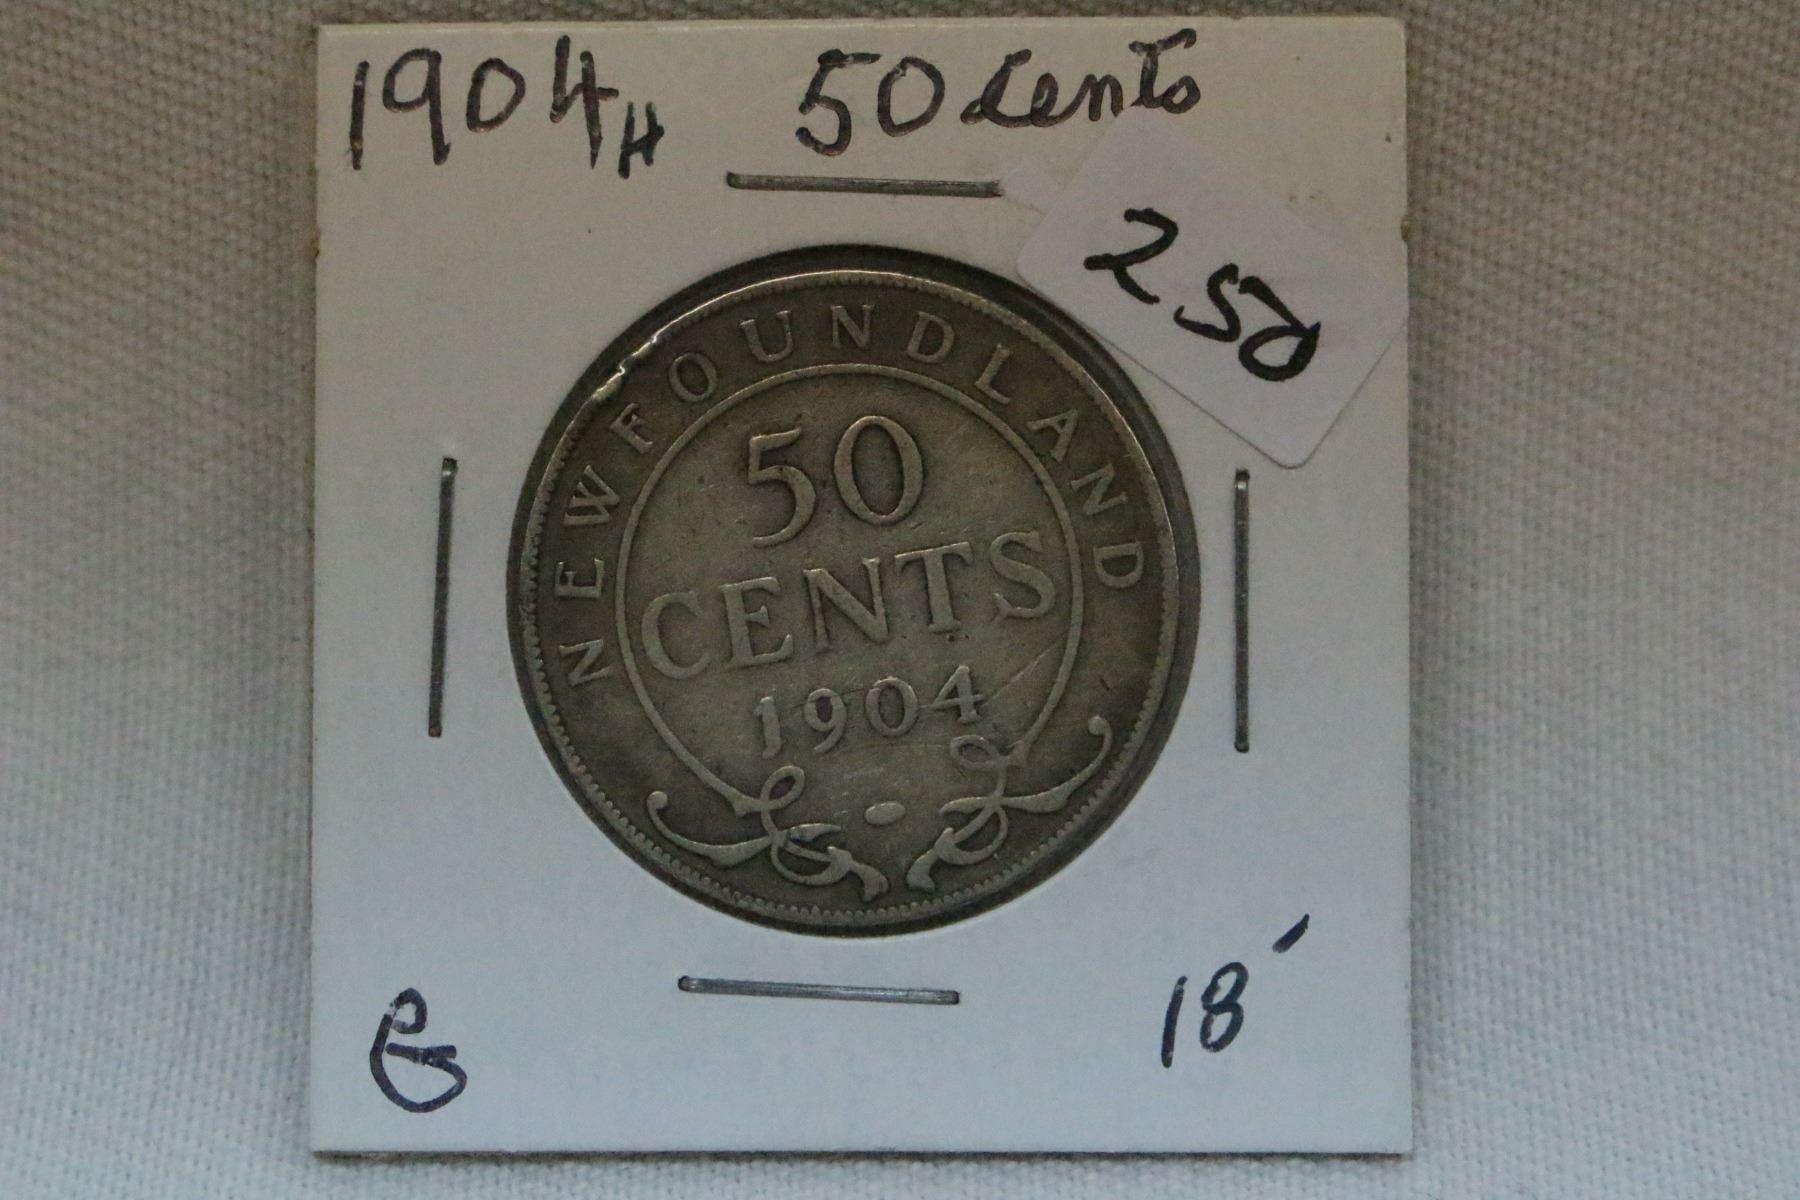 1904H 50 cents
250
NEWFOUNDLAND
50
CENTS
1904
G 18